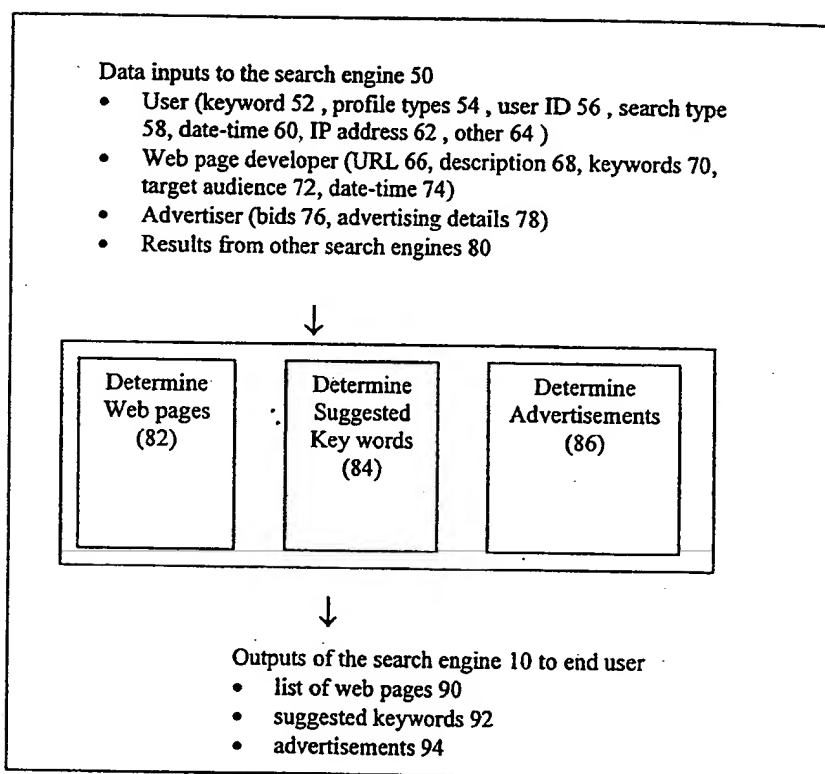 Data inputs to the search engine 50
• User (keyword 52 , profile types 54 , user ID 56 , search type
58, date-time 60, IP address 62 , other 64 )
• Web page developer (URL 66, description 68, keywords 70,
target audience 72, date-time 74)
• Advertiser (bids 76, advertising details 78)
• Results from other search engines 80
↓
Determine
Web pages
(82)
Determine
Suggested
Key words
(84)
Determine
Advertisements
(86)
↓
Outputs of the search engine 10 to end user
• list of web pages 90
• suggested keywords 92
• advertisements 94